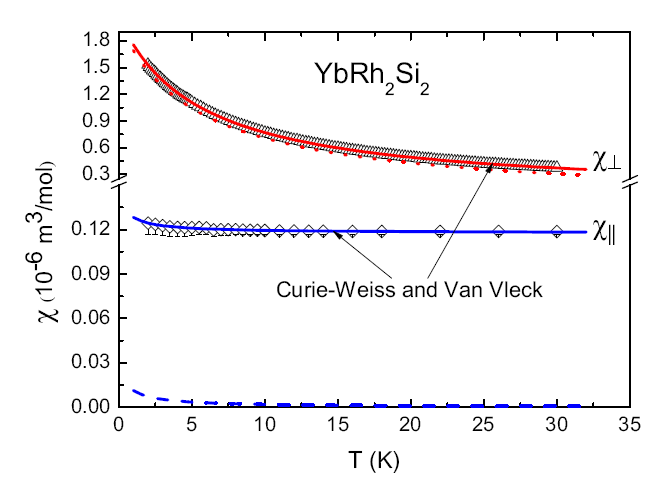 1.8
1.5
1.2
0.9
0.6
0.3
0.12
0.09
0.06
0.03
0.00
χ (10⁻⁶ m³/mol)
YbRh₂Si₂
χ⊥
χ∥
Curie-Weiss and Van Vleck
0 5 10 15 20 25 30 35
T (K)